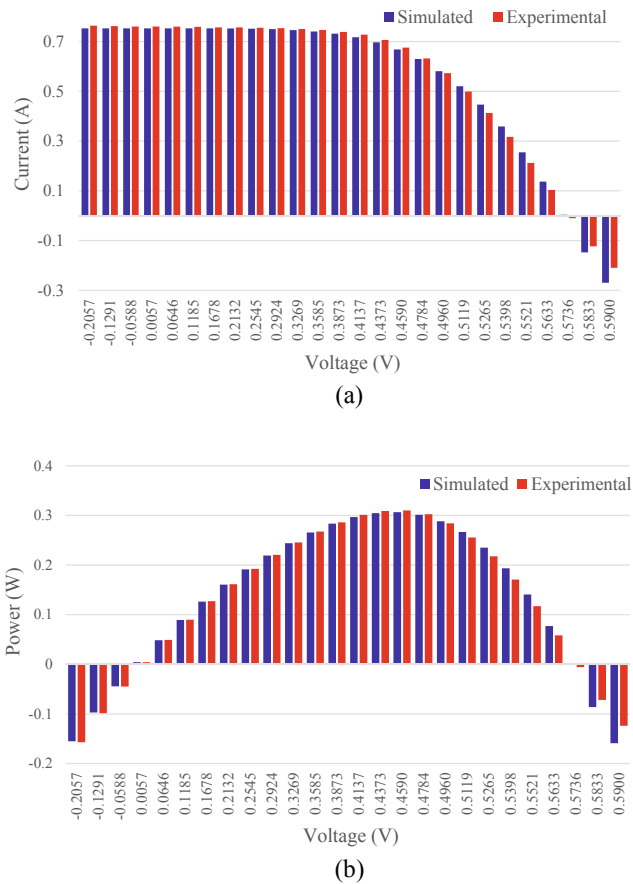 Simulated Experimental
0.7
0.5
0.3
0.1
-0.1
-0.3
Current (A)
-0.2057 -0.1291 -0.0588 0.0057 0.0646 0.1185 0.1678 0.2132 0.2545 0.2924 0.3269 0.3585 0.3873 0.4137 0.4373 0.4590 0.4784 0.4960 0.5119 0.5265 0.5398 0.5521 0.5633 0.5736 0.5833 0.5900
Voltage (V)
(a)
0.4
Simulated Experimental
0.3
0.2
0.1
0
-0.1
-0.2
Power (W)
-0.2057 -0.1291 -0.0588 0.0057 0.0646 0.1185 0.1678 0.2132 0.2545 0.2924 0.3269 0.3585 0.3873 0.4137 0.4373 0.4590 0.4784 0.4960 0.5119 0.5265 0.5398 0.5521 0.5633 0.5736 0.5833 0.5900
Voltage (V)
(b)